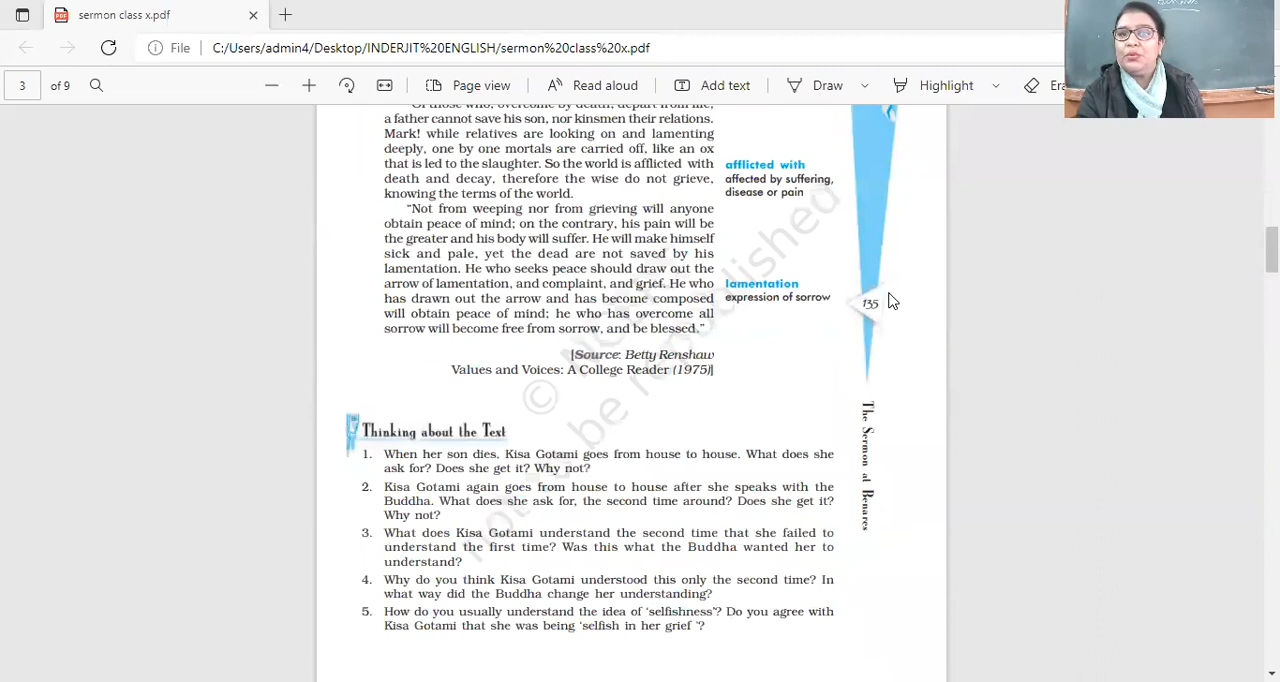 sermon class x.pdf
File
C:/Users/admin4/Desktop/INDERJIT%20ENGLISH/sermon%20class%20x.pdf
3 of 9
Page view
Read aloud
Add text
Draw
Highlight
Era
Of those who, overcome by death, depart from life,
a father cannot save his son, nor kinsmen their relations.
Mark! while relatives are looking on and lamenting
deeply, one by one mortals are carried off, like an ox
that is led to the slaughter. So the world is afflicted with
death and decay, therefore the wise do not grieve,
knowing the terms of the world.
afflicted with
affected by suffering,
disease or pain
“Not from weeping nor from grieving will anyone
obtain peace of mind; on the contrary, his pain will be
the greater and his body will suffer. He will make himself
sick and pale, yet the dead are not saved by his
lamentation. He who seeks peace should draw out the
arrow of lamentation, and complaint, and grief. He who
has drawn out the arrow and has become composed
will obtain peace of mind; he who has overcome all
sorrow will become free from sorrow, and be blessed.”
lamentation
expression of sorrow
135
[Source: Betty Renshaw
Values and Voices: A College Reader (1975)]
The Sermon at Benares
Thinking about the Text
1. When her son dies, Kisa Gotami goes from house to house. What does she
ask for? Does she get it? Why not?
2. Kisa Gotami again goes from house to house after she speaks with the
Buddha. What does she ask for, the second time around? Does she get it?
Why not?
3. What does Kisa Gotami understand the second time that she failed to
understand the first time? Was this what the Buddha wanted her to
understand?
4. Why do you think Kisa Gotami understood this only the second time? In
what way did the Buddha change her understanding?
5. How do you usually understand the idea of ‘selfishness’? Do you agree with
Kisa Gotami that she was being ‘selfish in her grief ’?
not be republished